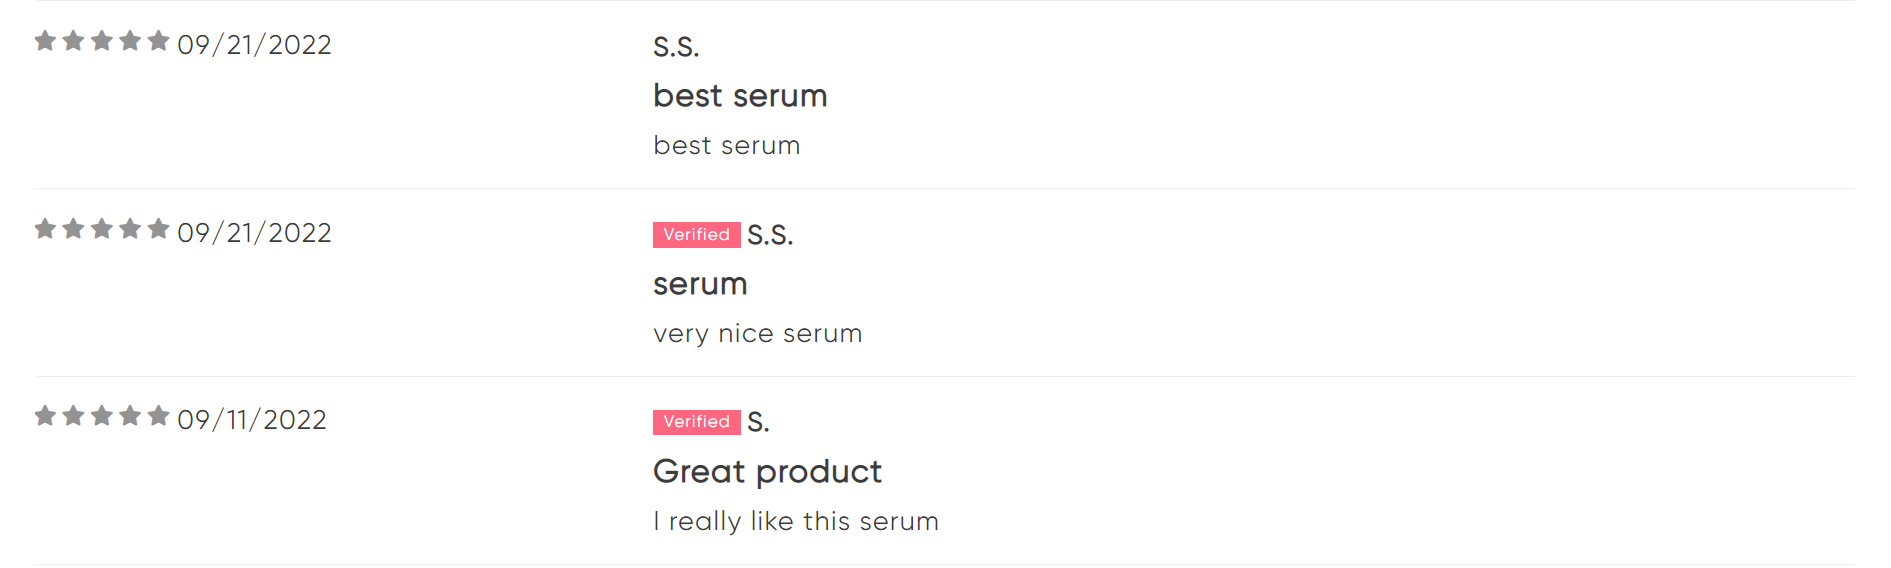 09/21/2022
S.S.
best serum
best serum
09/21/2022
Verified S.S.
serum
very nice serum
09/11/2022
Verified S.
Great product
I really like this serum